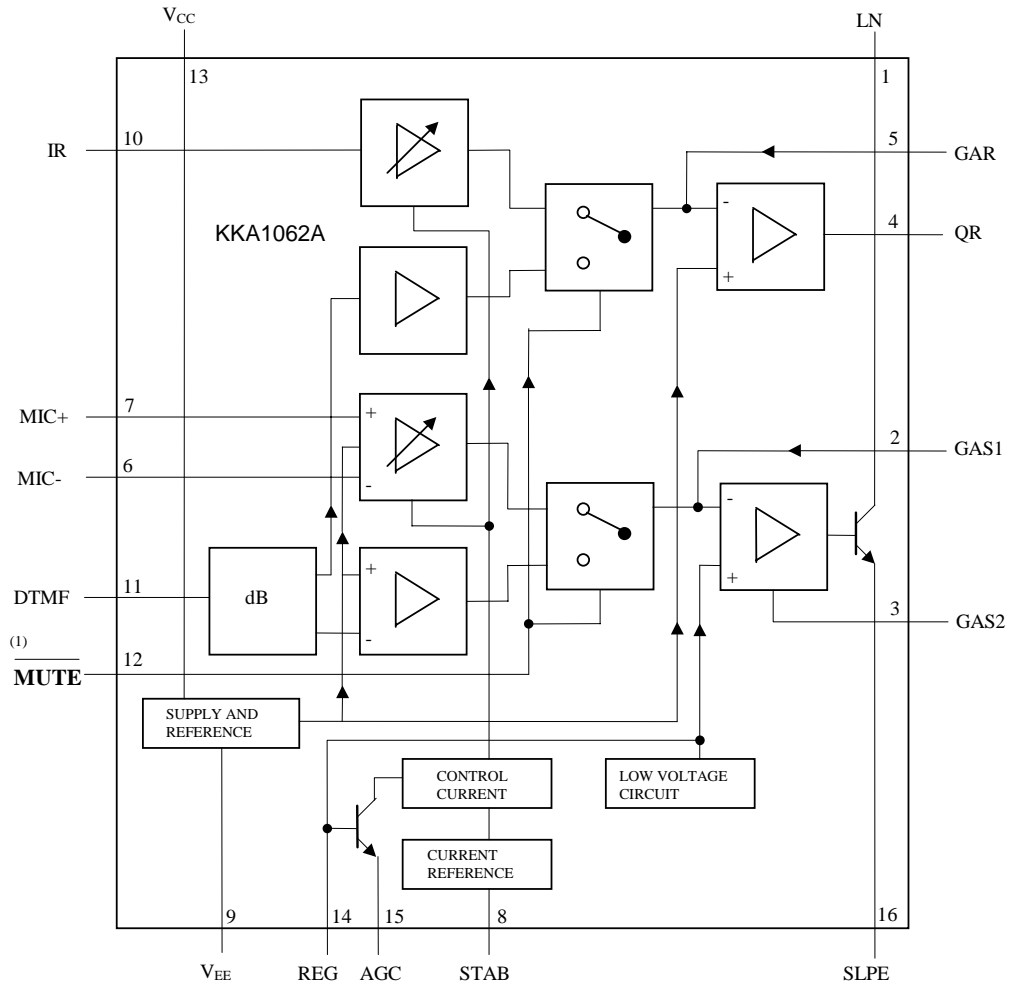 VCC
LN
13
1
IR
10
5
GAR
-
KKA1062A
4
QR
+
MIC+
7
+
2
GAS1
MIC-
6
-
-
DTMF
11
dB
+
+
3
GAS2
-
(1)
MUTE
12
SUPPLY AND
REFERENCE
CONTROL
CURRENT
LOW VOLTAGE
CIRCUIT
CURRENT
REFERENCE
9
14
15
8
16
VEE
REG
AGC
STAB
SLPE